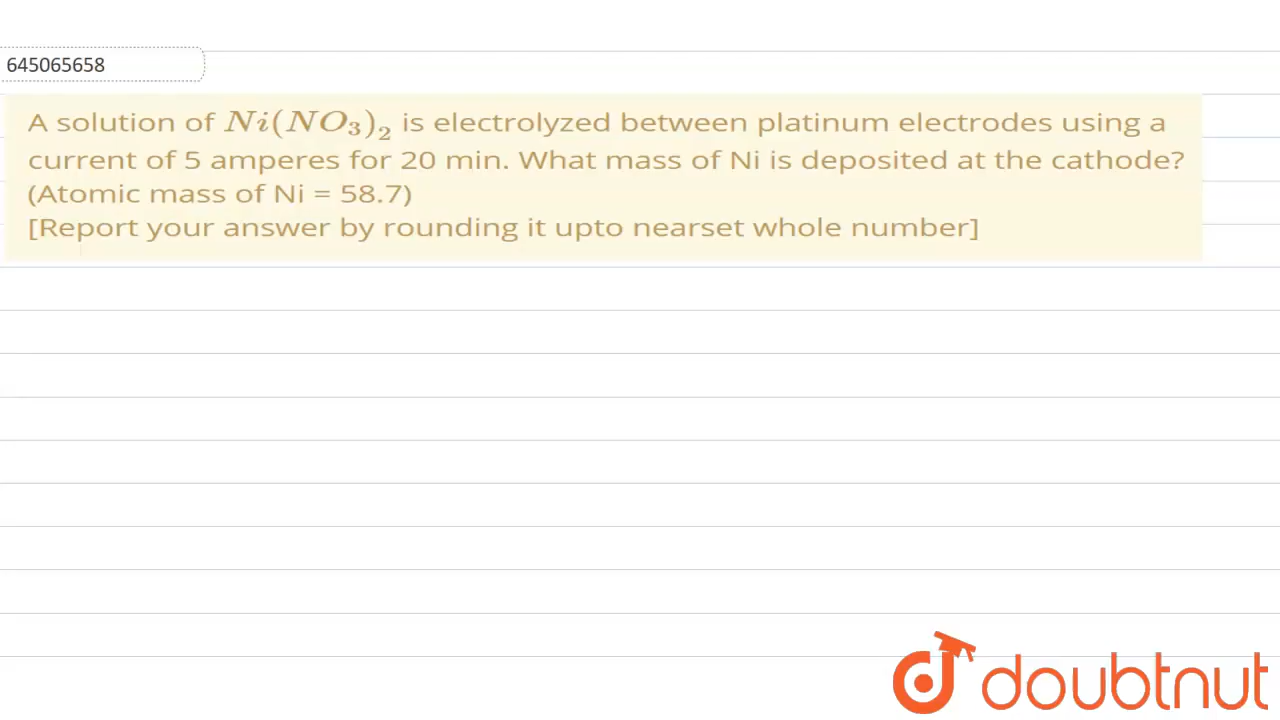 645065658
A solution of Ni(NO₃)₂ is electrolyzed between platinum electrodes using a
current of 5 amperes for 20 min. What mass of Ni is deposited at the cathode?
(Atomic mass of Ni = 58.7)
[Report your answer by rounding it upto nearset whole number]
doubtnut